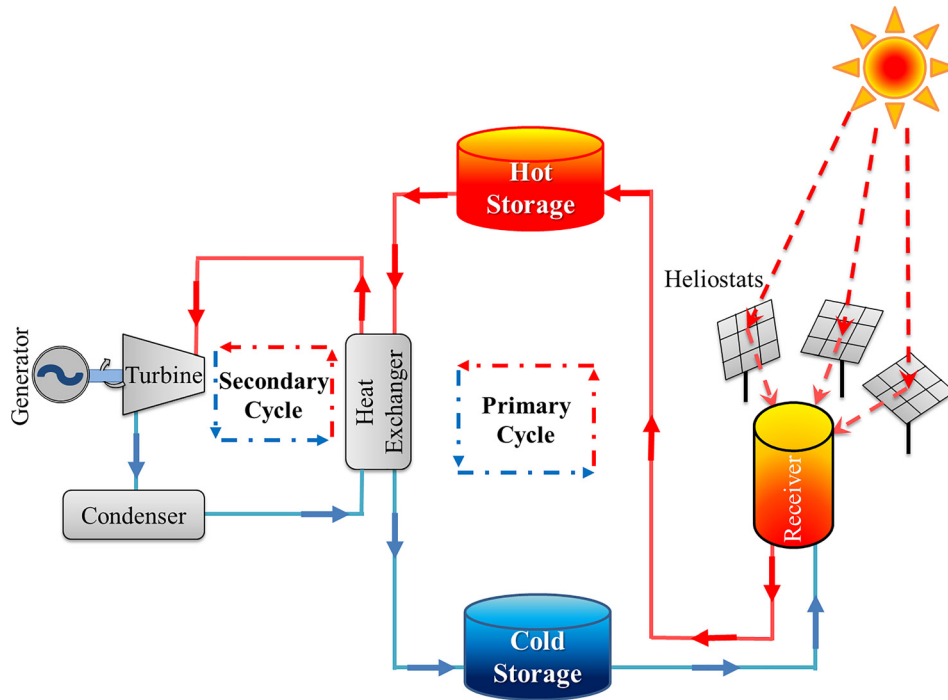 Hot
Storage
Heliostats
Generator
Turbine
Secondary
Cycle
Heat
Exchanger
Primary
Cycle
Receiver
Condenser
Cold
Storage